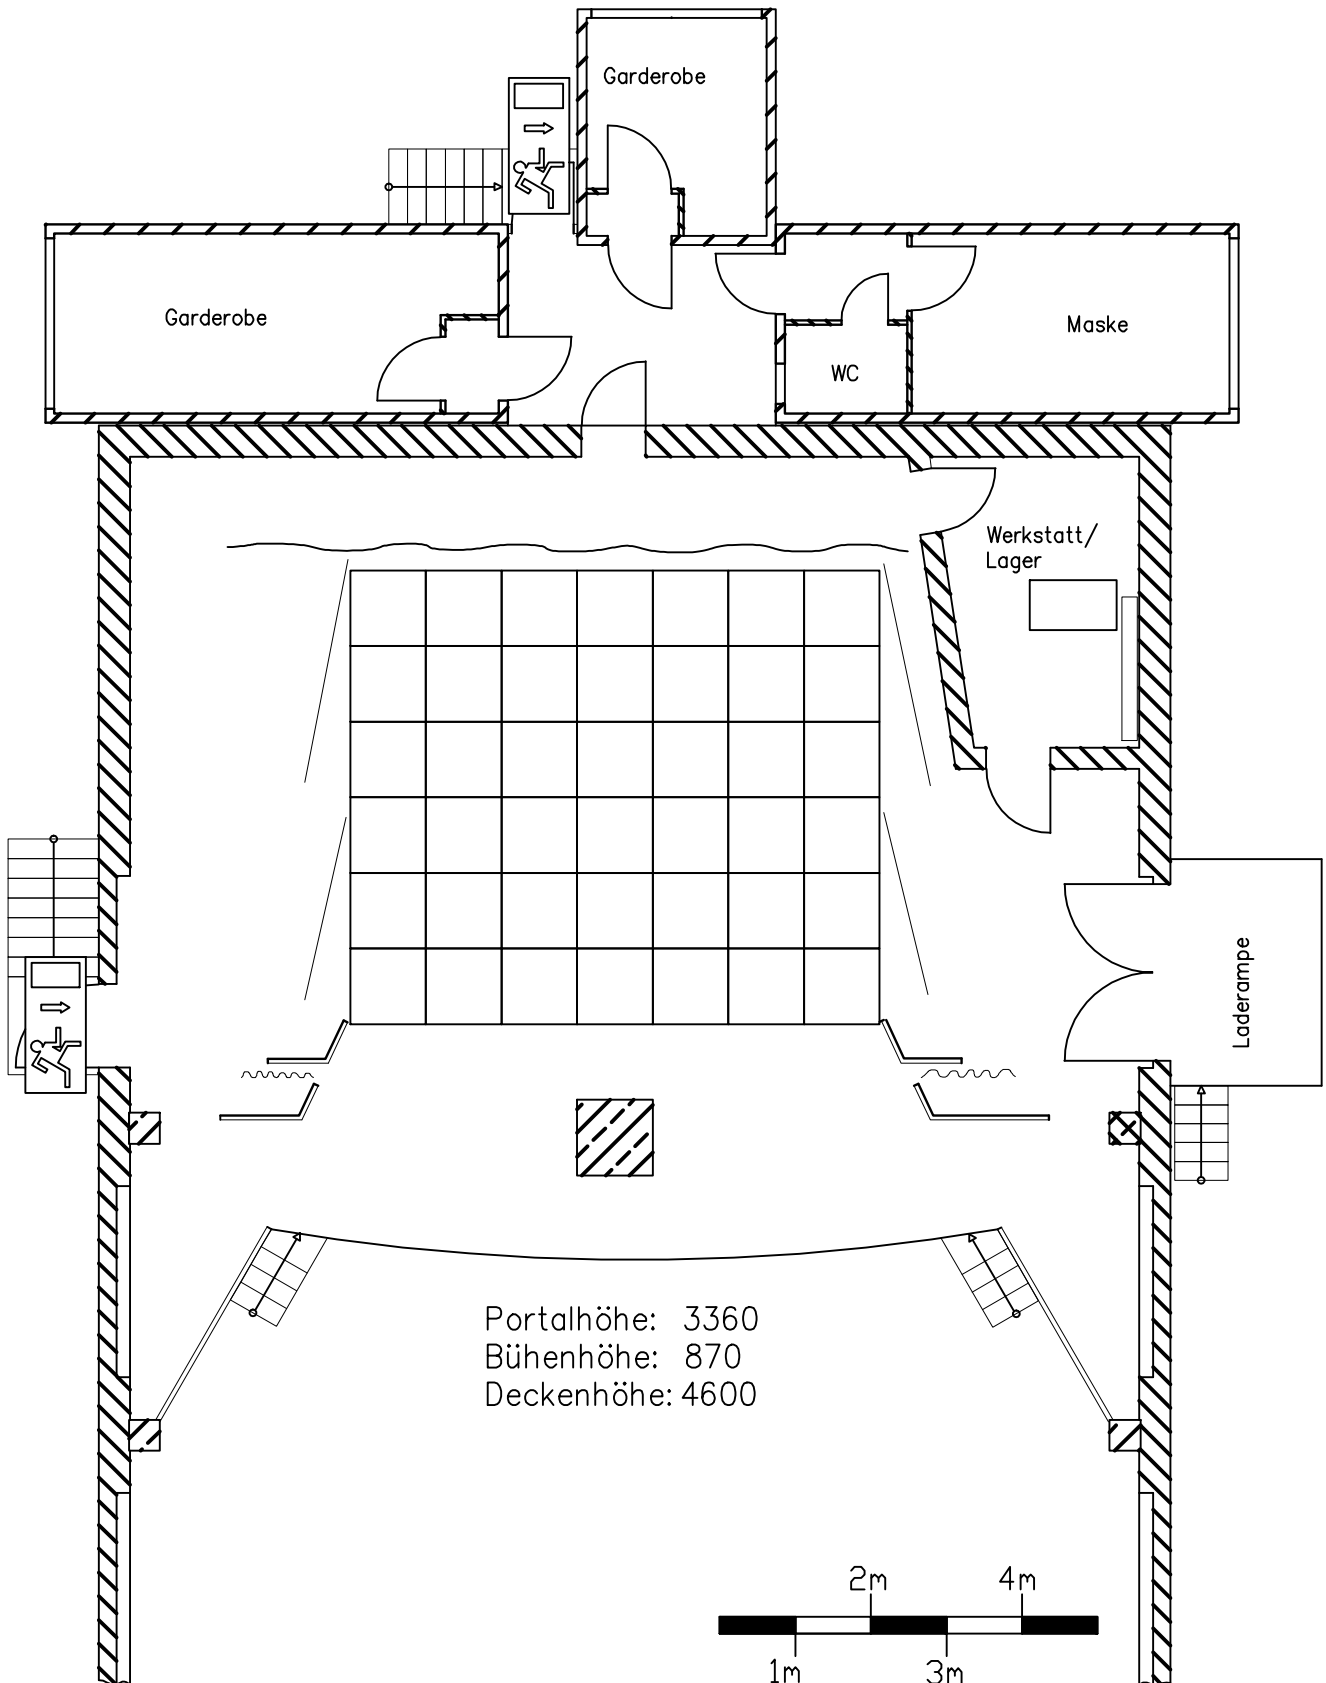 Garderobe
Garderobe
Maske
WC
Werkstatt/
Lager
Laderampe
Portalhöhe: 3360
Bühenhöhe: 870
Deckenhöhe: 4600
2m 4m
1m 3m